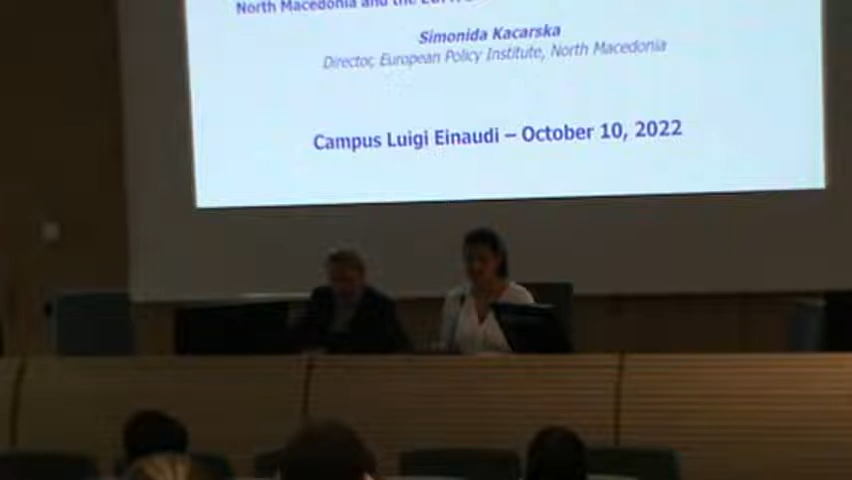 North Macedonia and the
Simonida Kacarska
Director, European Policy Institute, North Macedonia
Campus Luigi Einaudi – October 10, 2022